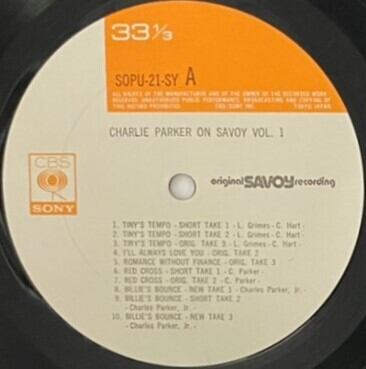 33 1/3
SOPU-21-SY A
ALL RIGHTS OF THE MANUFACTURER AND OF THE OWNER OF THE RECORDED WORK
RESERVED. UNAUTHORIZED PUBLIC PERFORMANCE, BROADCASTING AND COPYING OF
THIS RECORD PROHIBITED. CBS/SONY INC. TOKYO JAPAN
CHARLIE PARKER ON SAVOY VOL. 1
CBS
SONY
original SAVOY recording
1. TINY'S TEMPO - SHORT TAKE 1 - L. Grimes - C. Hart -
2. TINY'S TEMPO - SHORT TAKE 2 - L. Grimes - C. Hart -
3. TINY'S TEMPO - ORIG. TAKE 3 - L. Grimes - C. Hart -
4. I'LL ALWAYS LOVE YOU - ORIG. TAKE 2
5. ROMANCE WITHOUT FINANCE - ORIG. TAKE 3
6. RED CROSS - SHORT TAKE 1 - C. Parker -
7. RED CROSS - ORIG. TAKE 2 - C. Parker -
8. BILLIE'S BOUNCE - NEW TAKE 1 - Charles Parker, Jr. -
9. BILLIE'S BOUNCE - SHORT TAKE 2
- Charles Parker, Jr. -
10. BILLIE'S BOUNCE - NEW TAKE 3
- Charles Parker, Jr. -